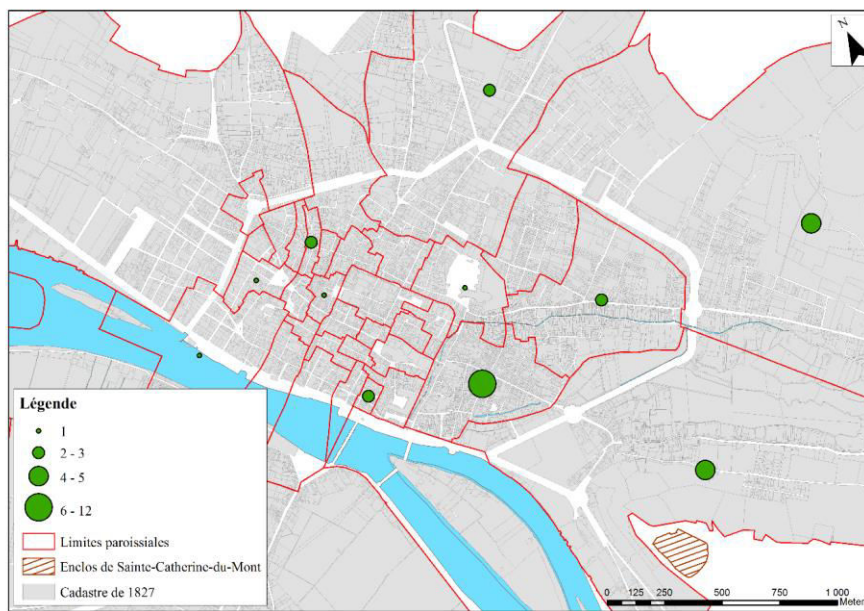 N
Légende
1
2 - 3
4 - 5
6 - 12
Limites paroissiales
Enclos de Sainte-Catherine-du-Mont
Cadastre de 1827
0 125 250 500 750 1 000
Meters